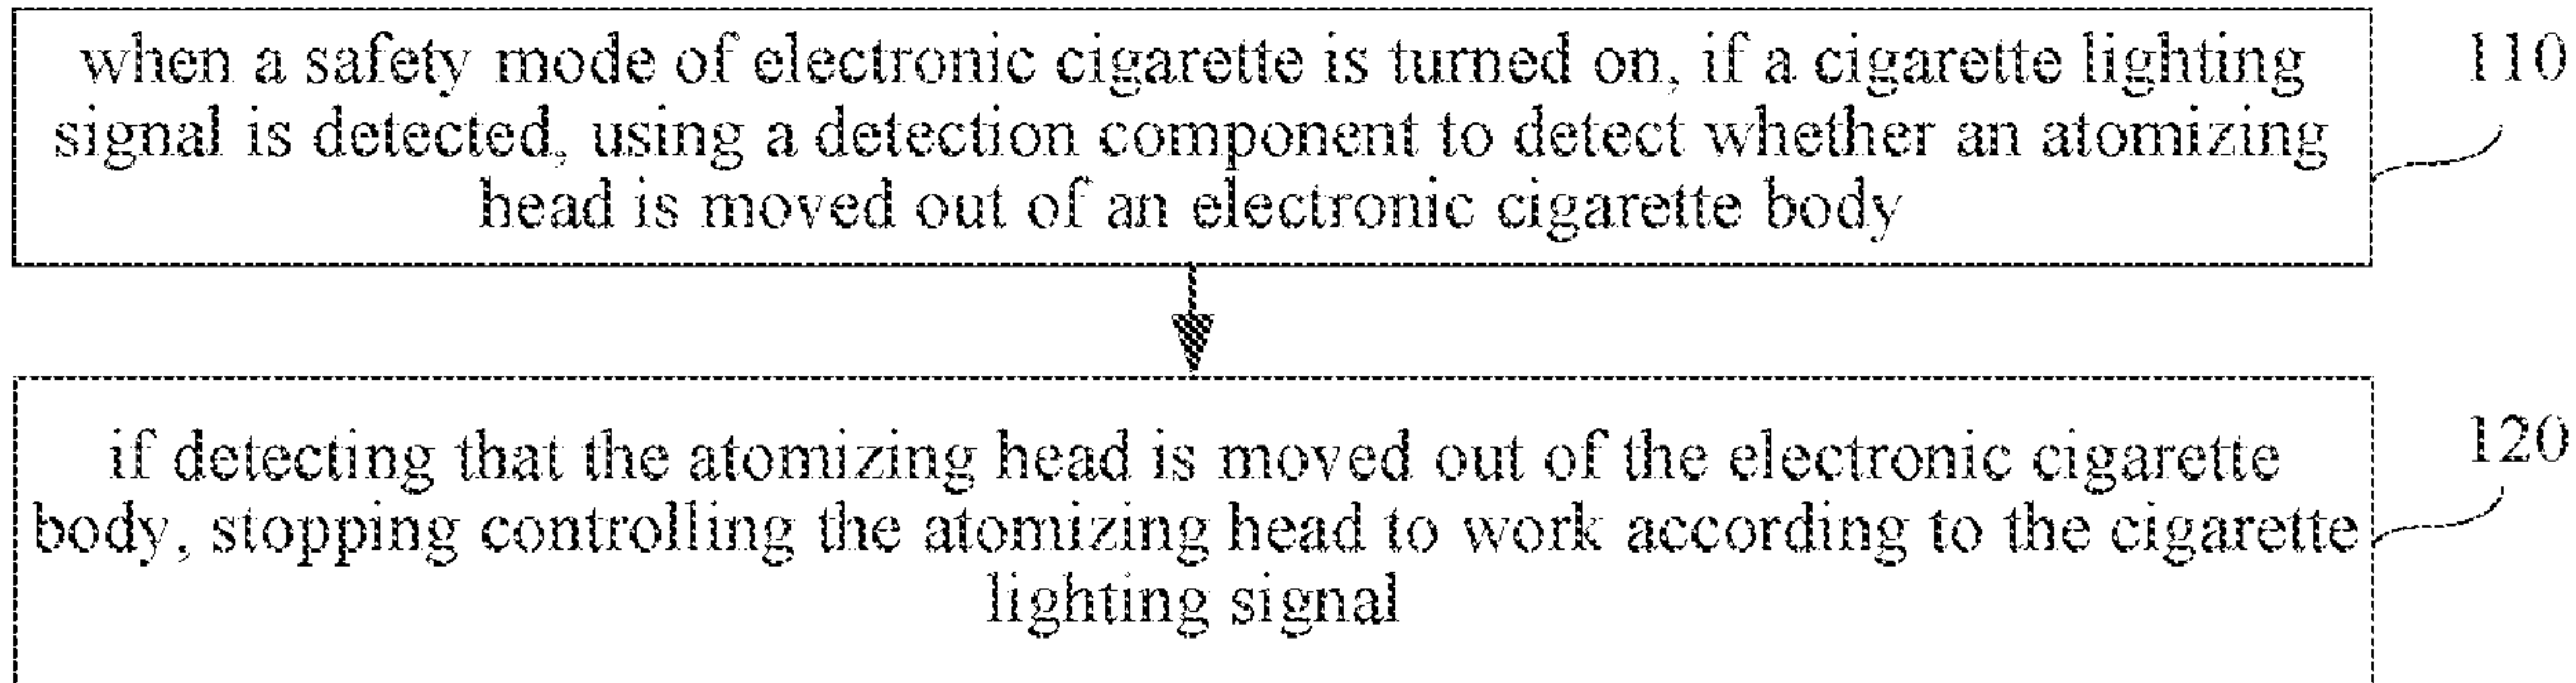 when a safety mode of electronic cigarette is turned on, if a cigarette lighting
signal is detected, using a detection component to detect whether an atomizing
head is moved out of an electronic cigarette body
110
if detecting that the atomizing head is moved out of the electronic cigarette
body, stopping controlling the atomizing head to work according to the cigarette
lighting signal
120